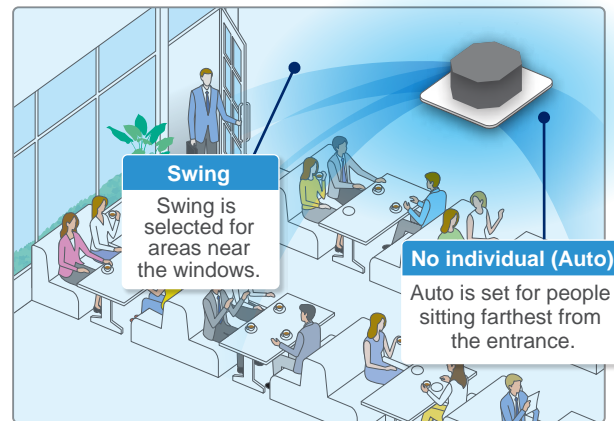 Swing
Swing is
selected for
areas near
the windows.
No individual (Auto)
Auto is set for people
sitting farthest from
the entrance.